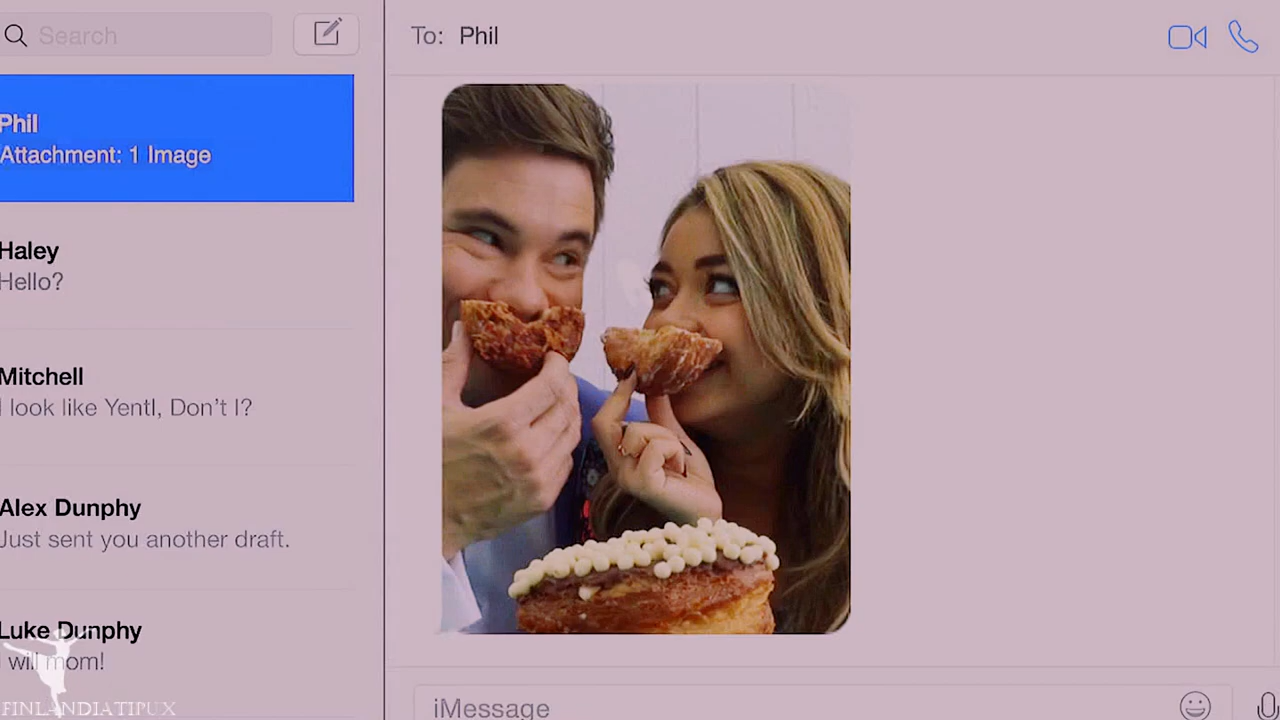 Search
Phil
Attachment: 1 Image
Haley
Hello?
Mitchell
I look like Yentl, Don't I?
Alex Dunphy
Just sent you another draft.
Luke Dunphy
I will mom!
FINLANDIATIPUX
To: Phil
iMessage